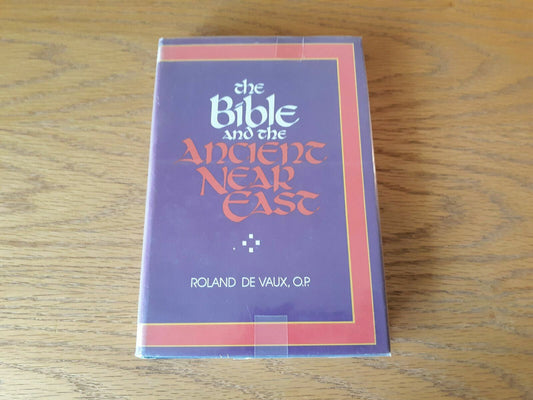 the
Bible
and the
Ancient
Near
East
ROLAND DE VAUX, O.P.